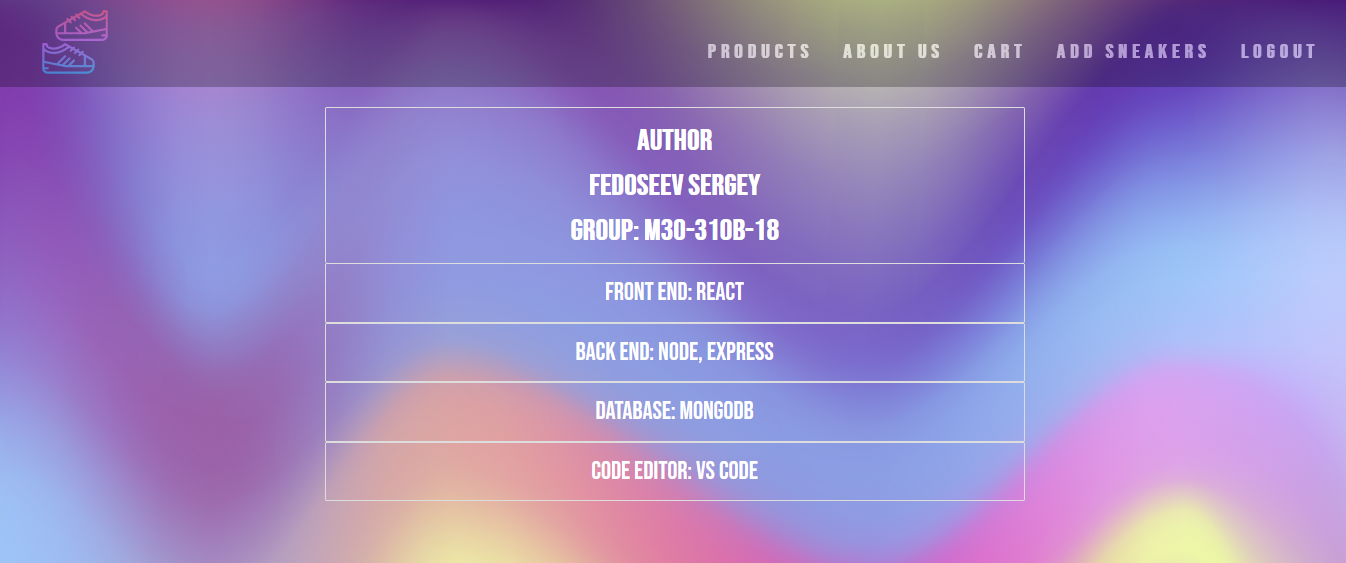 PRODUCTS ABOUT US CART ADD SNEAKERS LOGOUT
AUTHOR
FEDOSEEV SERGEY
GROUP: M30-310B-18
FRONT END: REACT
BACK END: NODE, EXPRESS
DATABASE: MONGODB
CODE EDITOR: VS CODE